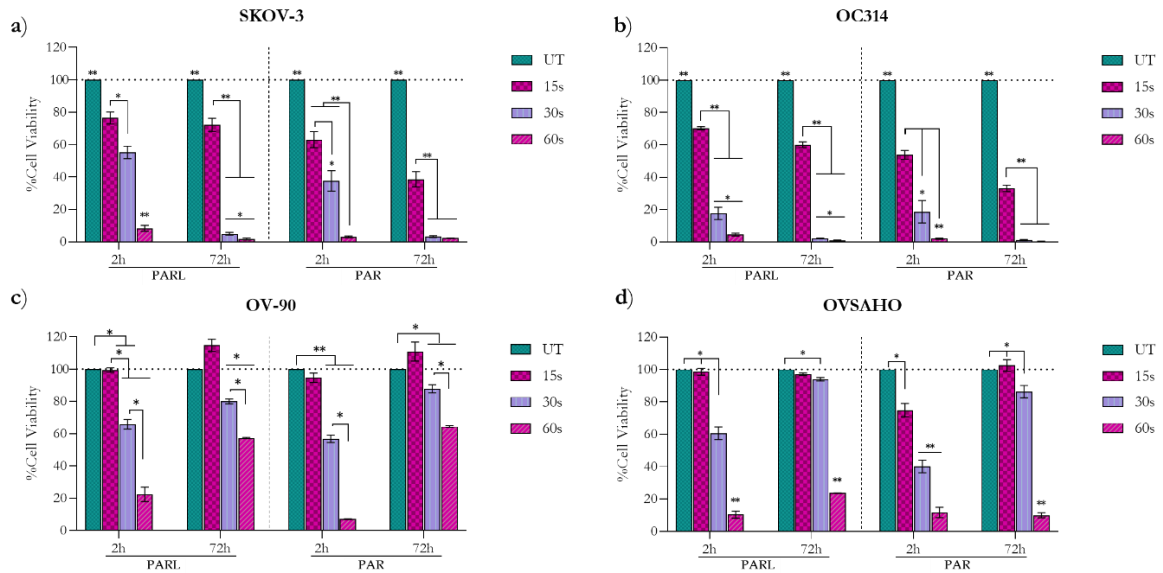 a)
SKOV-3
120
100
80
60
40
20
0
%Cell Viability
** ** ** **
* ** ** **
** * *
2h 72h 2h 72h
PARL PAR
UT
15s
30s
60s
b)
OC314
120
100
80
60
40
20
0
%Cell Viability
** ** ** **
** ** **
* * * **
2h 72h 2h 72h
PARL PAR
UT
15s
30s
60s
c)
OV-90
120
100
80
60
40
20
0
%Cell Viability
* ** *
* * *
* * *
2h 72h 2h 72h
PARL PAR
UT
15s
30s
60s
d)
OVSAHO
120
100
80
60
40
20
0
%Cell Viability
* * * *
** ** ** **
2h 72h 2h 72h
PARL PAR
UT
15s
30s
60s